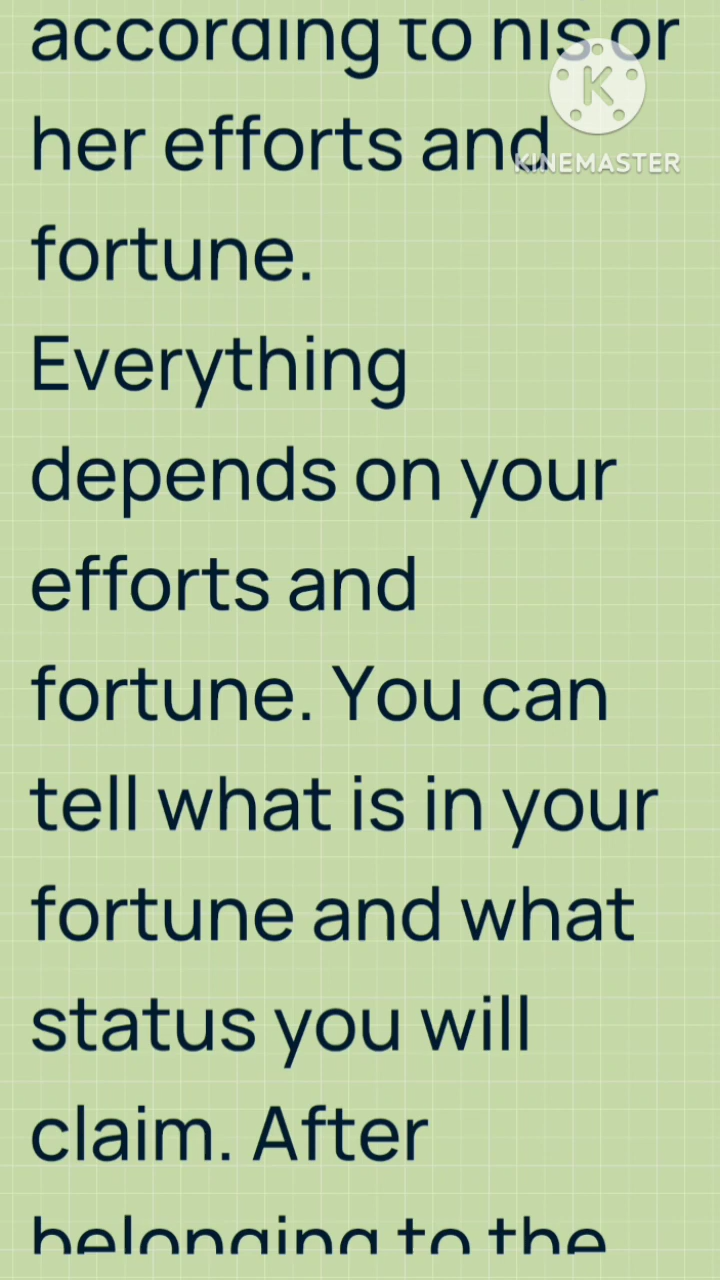 according to his or
her efforts and
KINEMASTER
fortune.
Everything
depends on your
efforts and
fortune. You can
tell what is in your
fortune and what
status you will
claim. After
belonging to the